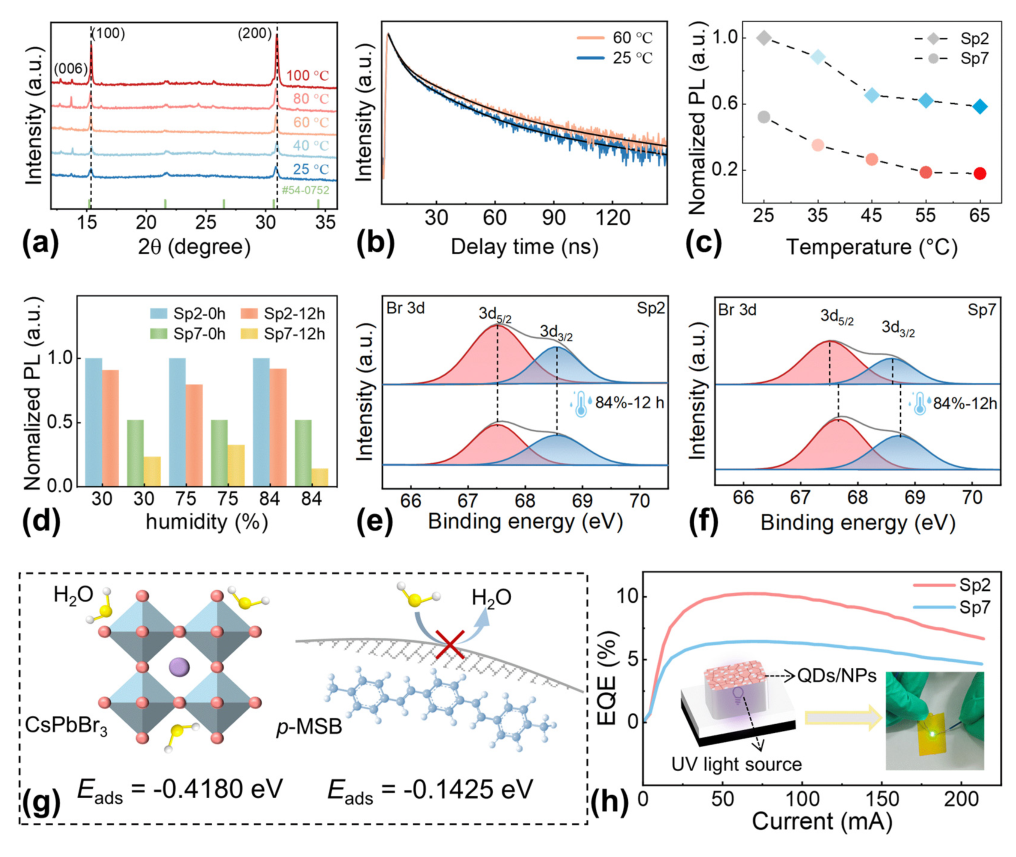 Intensity (a.u.)
(100)
(200)
(006)
100 °C
80 °C
60 °C
40 °C
25 °C
#54-0752
15 20 25 30 35
2θ (degree)
(a)
Intensity (a.u.)
60 °C
25 °C
30 60 90 120
Delay time (ns)
(b)
Nomalized PL (a.u.)
1.0
0.6
0.2
Sp2
Sp7
25 35 45 55 65
Temperature (°C)
(c)
Nomalized PL (a.u.)
1.0
0.5
0.0
Sp2-0h Sp2-12h
Sp7-0h Sp7-12h
30 30 75 75 84 84
humidity (%)
(d)
Intensity (a.u.)
Br 3d
Sp2
3d5/2
3d3/2
84%-12 h
66 67 68 69 70
Binding energy (eV)
(e)
Intensity (a.u.)
Br 3d
Sp7
3d5/2
3d3/2
84%-12h
66 67 68 69 70
Binding energy (eV)
(f)
H2O
H2O
CsPbBr3
p-MSB
Eads = -0.4180 eV
Eads = -0.1425 eV
(g)
EQE (%)
10
5
0
Sp2
Sp7
QDs/NPs
UV light source
0 50 100 150 200
Current (mA)
(h)